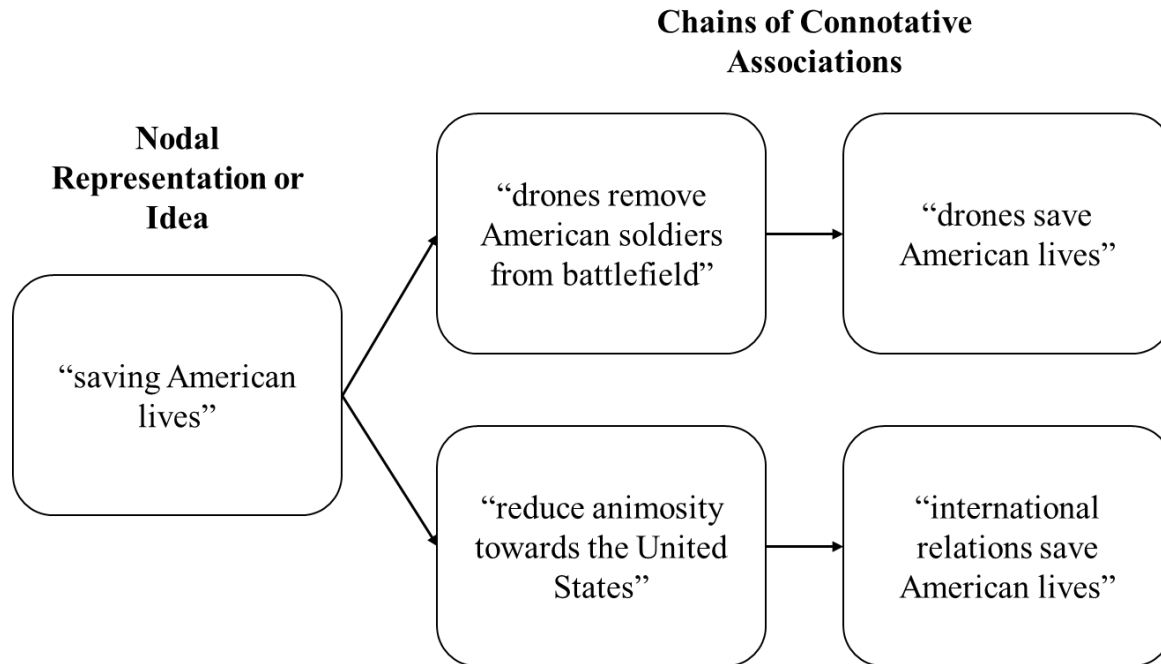 Chains of Connotative
Associations
Nodal
Representation or
Idea
“saving American
lives”
“drones remove
American soldiers
from battlefield”
“drones save
American lives”
“reduce animosity
towards the United
States”
“international
relations save
American lives”